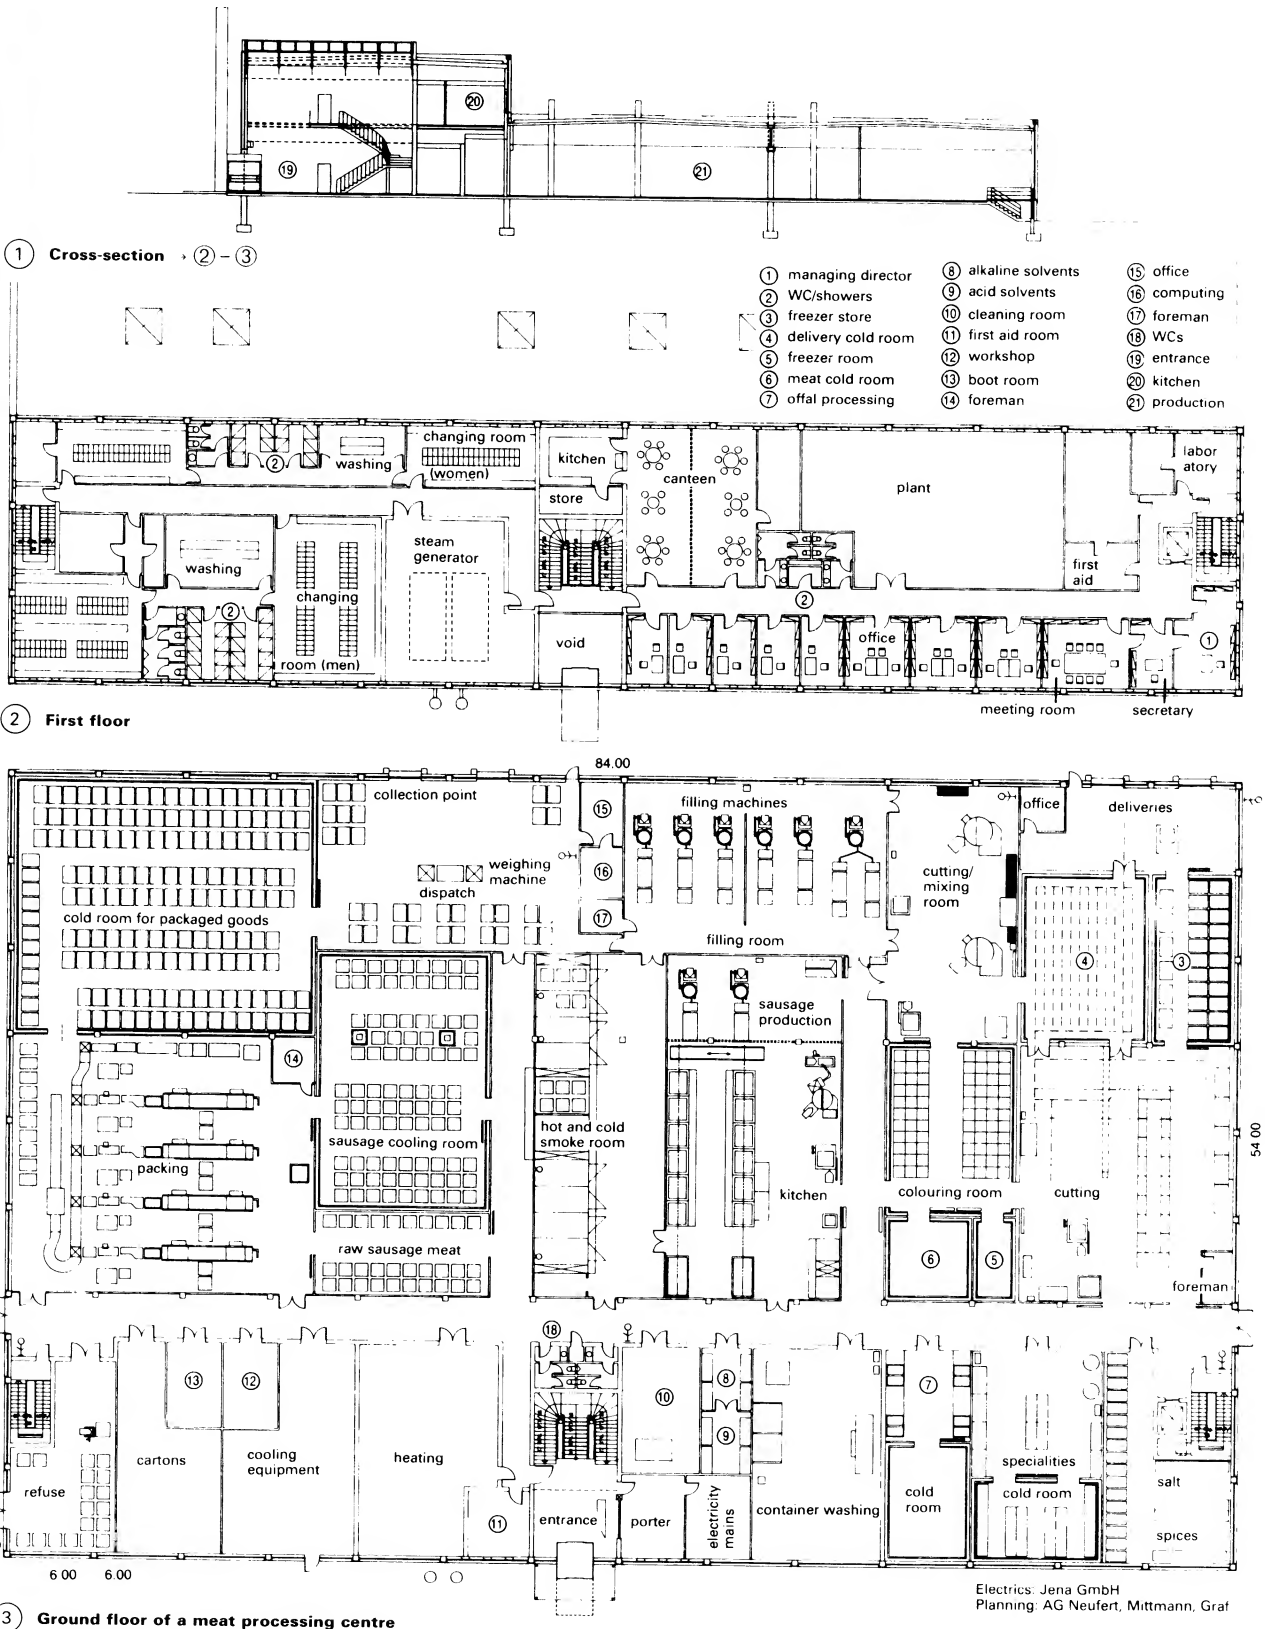 ⑳
⑲
㉑
① Cross-section → ② – ③
① managing director
② WC/showers
③ freezer store
④ delivery cold room
⑤ freezer room
⑥ meat cold room
⑦ offal processing
⑧ alkaline solvents
⑨ acid solvents
⑩ cleaning room
⑪ first aid room
⑫ workshop
⑬ boot room
⑭ foreman
⑮ office
⑯ computing
⑰ foreman
⑱ WCs
⑲ entrance
⑳ kitchen
㉑ production
②
washing
changing room
(women)
kitchen
store
canteen
plant
labor
atory
washing
②
changing
room (men)
steam
generator
void
first
aid
②
office
①
meeting room
secretary
② First floor
84.00
collection point
weighing
machine
dispatch
⑮
⑯
⑰
filling machines
filling room
cutting/
mixing
room
office
deliveries
④
③
cold room for packaged goods
sausage
production
⑭
packing
sausage cooling room
raw sausage meat
hot and cold
smoke room
kitchen
colouring room
cutting
54 00
⑥
⑤
foreman
⑱
⑬
⑫
⑩
⑧
⑨
⑦
refuse
cartons
cooling
equipment
heating
⑪
entrance
porter
electricity
mains
container washing
cold
room
specialities
cold room
salt
spices
6 00
6.00
Electrics: Jena GmbH
Planning: AG Neufert, Mittmann, Graf
3 Ground floor of a meat processing centre